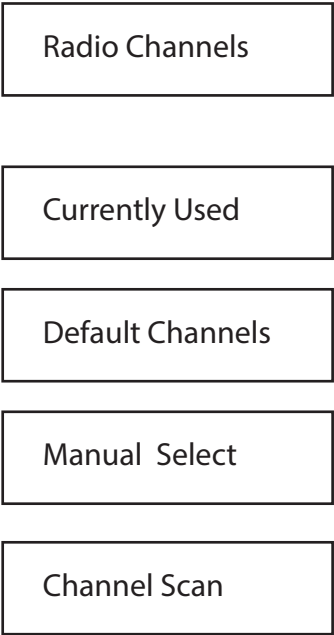 Radio Channels
Currently Used
Default Channels
Manual  Select
Channel Scan